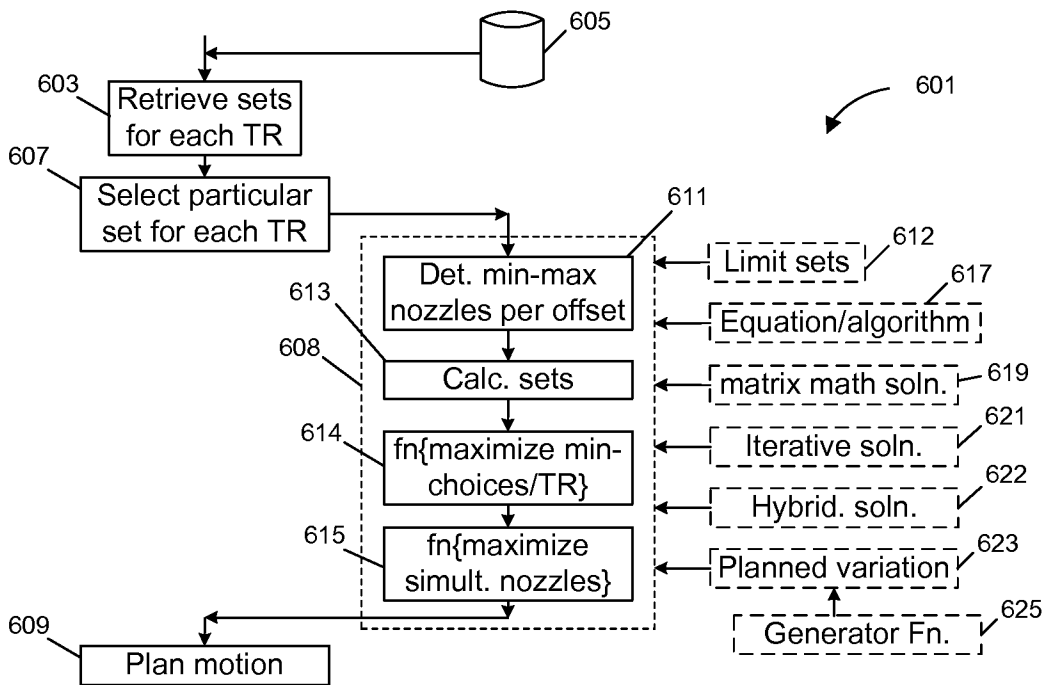 605
601
603
Retrieve sets
for each TR
607
Select particular
set for each TR
611
Det. min-max
nozzles per offset
612
Limit sets
617
Equation/algorithm
613
608
Calc. sets
619
matrix math soln.
614
fn{maximize min-
choices/TR}
621
Iterative soln.
622
Hybrid. soln.
615
fn{maximize
simult. nozzles}
623
Planned variation
625
Generator Fn.
609
Plan motion